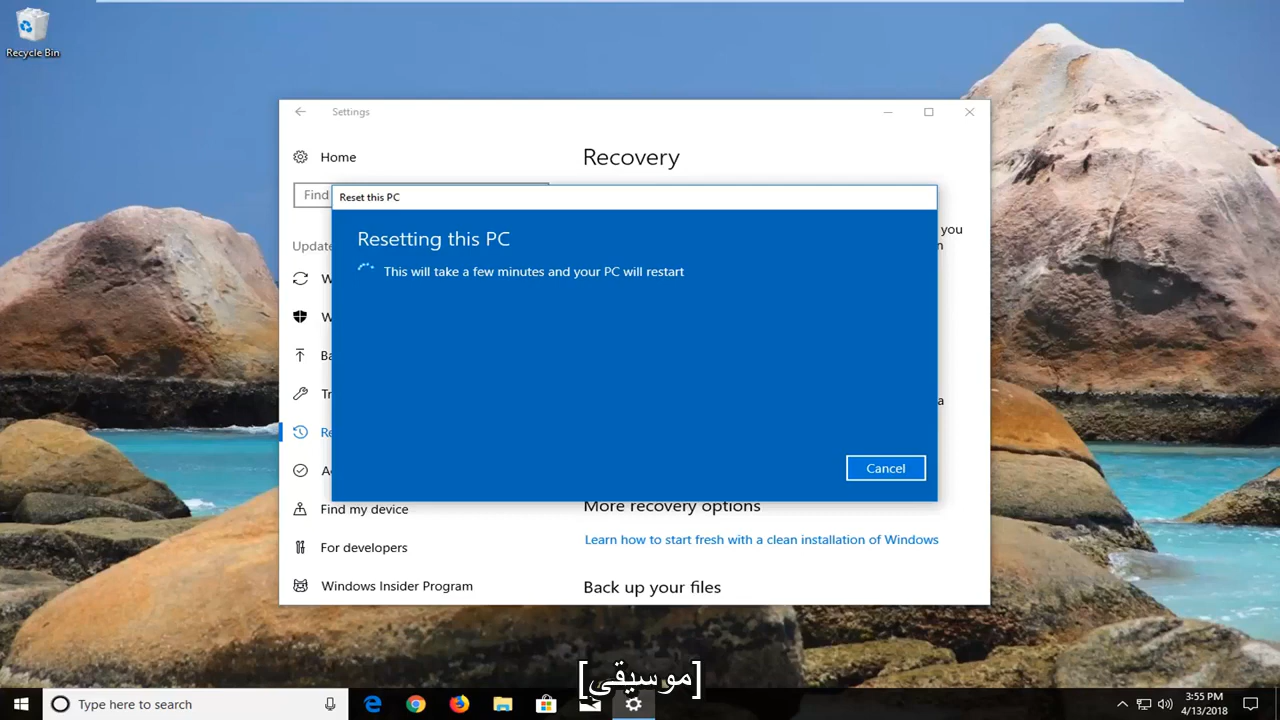 Recycle Bin
Settings
Home
Recovery
Find
Reset this PC
Resetting this PC
This will take a few minutes and your PC will restart
Cancel
Update
you
n
W
W
Ba
Tr
a
Re
A
Find my device
For developers
Windows Insider Program
More recovery options
Learn how to start fresh with a clean installation of Windows
Back up your files
[موسيقى]
Type here to search
3:55 PM
4/13/2018